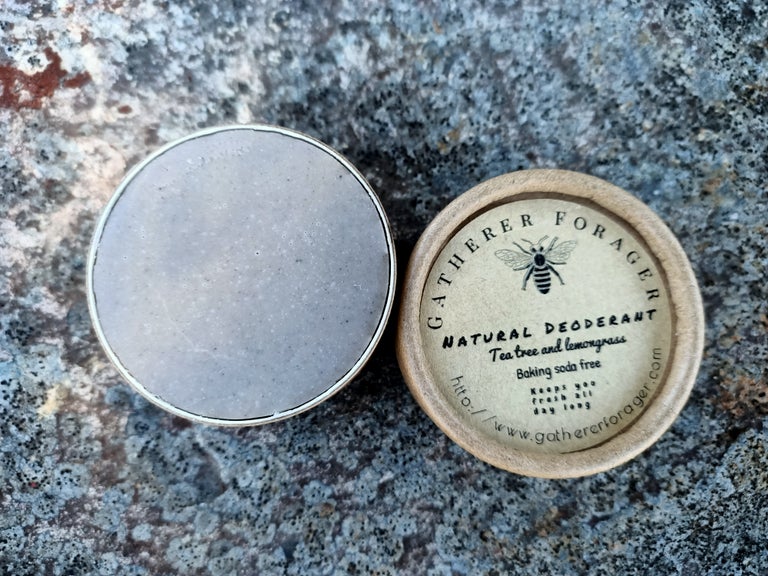 GATHERER FORAGER
NATURAL DEODERANT
Tea tree and lemongrass
Baking soda free
Keeps you
fresh all
day long
http://www.gathererforager.com